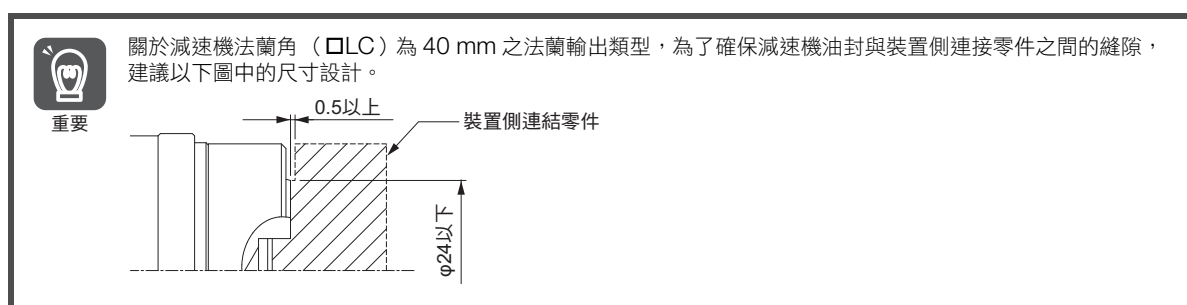 關於減速機法蘭角（□LC）為 40 mm 之法蘭輸出類型，為了確保減速機油封與裝置側連接零件之間的縫隙，
建議以下圖中的尺寸設計。
重要
0.5以上
裝置側連結零件
φ24以下